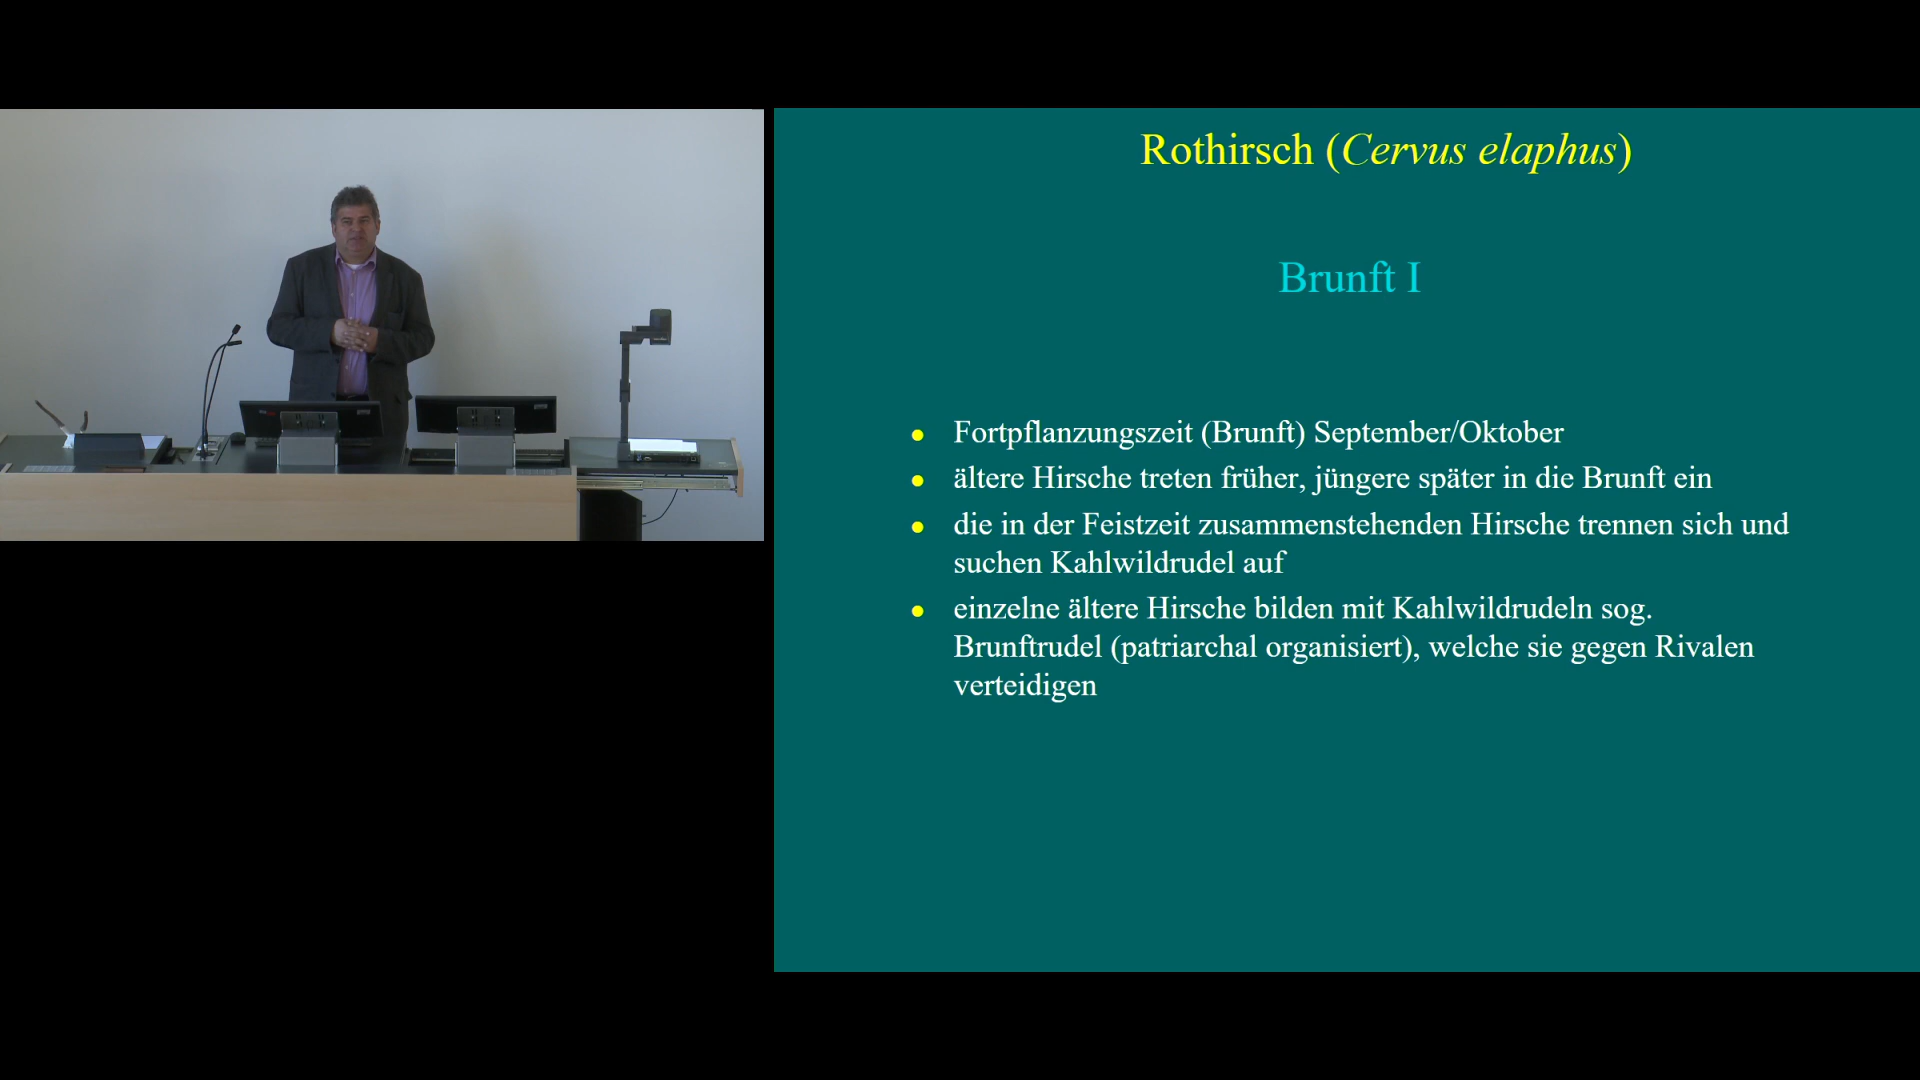 Rothirsch (Cervus elaphus)
Brunft I
• Fortpflanzungszeit (Brunft) September/Oktober
• ältere Hirsche treten früher, jüngere später in die Brunft ein
• die in der Feistzeit zusammenstehenden Hirsche trennen sich und
suchen Kahlwildrudel auf
• einzelne ältere Hirsche bilden mit Kahlwildrudeln sog.
Brunftrudel (patriarchal organisiert), welche sie gegen Rivalen
verteidigen